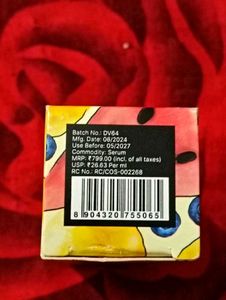 Batch No.: DV64
Mfg. Date: 08/2024
Use Before: 05/2027
Commodity: Serum
MRP: ₹799.00 (incl. of all taxes)
USP: ₹26.63 Per ml
RC No.: RC/COS-002268
8 904320 755065